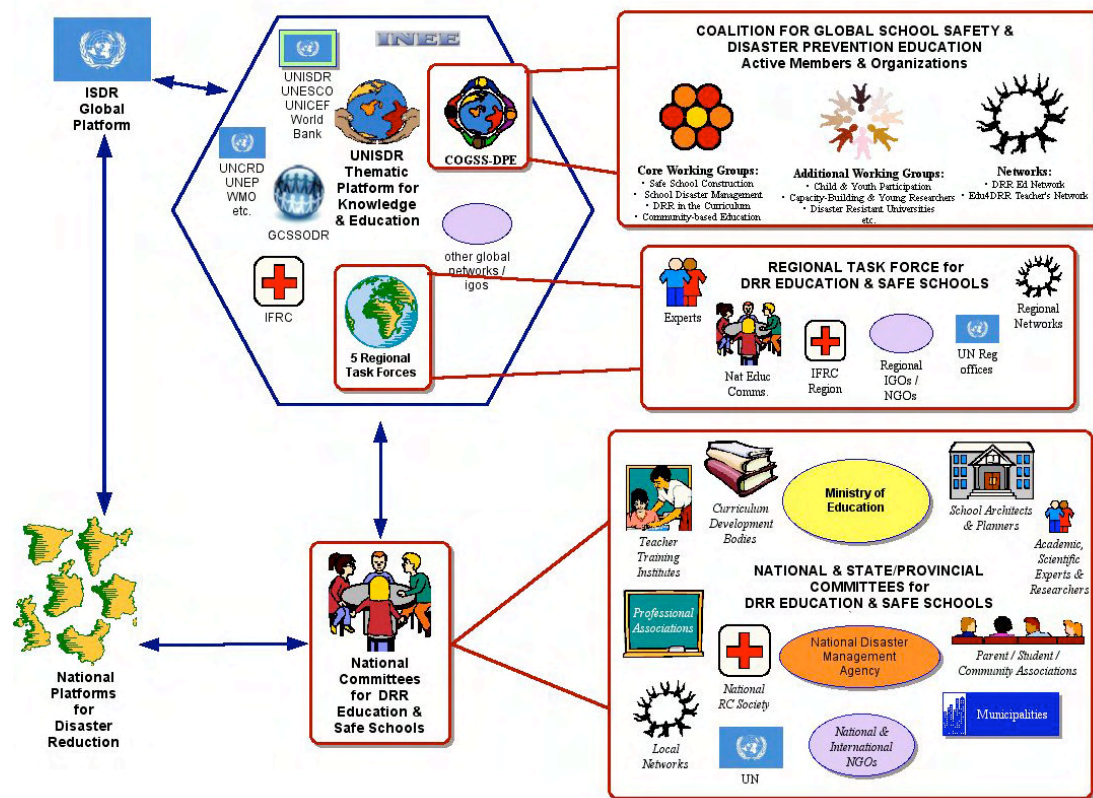 ISDR
Global
Platform
INEE
UNISDR
UNESCO
UNICEF
World
Bank
UNCRD
UNEP
WMO
etc.
GCSSODR
IFRC
UNISDR
Thematic
Platform for
Knowledge
& Education
COGSS-DPE
other global
networks /
igos
5 Regional
Task Forces
COALITION FOR GLOBAL SCHOOL SAFETY &
DISASTER PREVENTION EDUCATION
Active Members & Organizations
Core Working Groups:
• Safe School Construction
• School Disaster Management
• DRR in the Curriculum
• Community-based Education
Additional Working Groups:
• Child & Youth Participation
• Capacity-Building & Young Researchers
• Disaster Resistant Universities
etc.
Networks:
• DRR Ed Network
• Edu4DRR Teacher's Network
REGIONAL TASK FORCE for
DRR EDUCATION & SAFE SCHOOLS
Experts
Nat Educ
Comms.
IFRC
Region
Regional
IGOs /
NGOs
UN Reg
offices
Regional
Networks
National
Platforms
for
Disaster
Reduction
National
Committees
for DRR
Education &
Safe Schools
Teacher
Training
Institutes
Curriculum
Development
Bodies
Ministry of
Education
School Architects
& Planners
Academic,
Scientific
Experts &
Researchers
NATIONAL & STATE/PROVINCIAL
COMMITTEES for
DRR EDUCATION & SAFE SCHOOLS
Professional
Associations
National
RC Society
National Disaster
Management
Agency
Parent / Student /
Community Associations
Local
Networks
UN
National &
International
NGOs
Municipalities